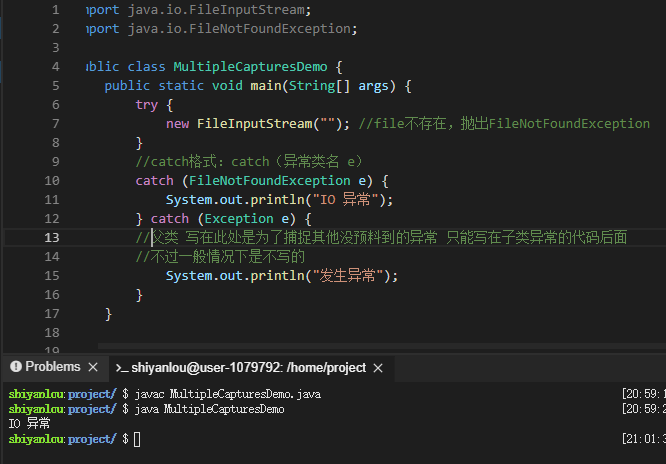 1 mport java.io.FileInputStream;
2 mport java.io.FileNotFoundException;
3
4 ublic class MultipleCapturesDemo {
5 public static void main(String[] args) {
6 try {
7 new FileInputStream(""); //file不存在，抛出FileNotFoundException
8 }
9 //catch格式：catch（异常类名 e）
10 catch (FileNotFoundException e) {
11 System.out.println("IO 异常");
12 } catch (Exception e) {
13 //父类 写在此处是为了捕捉其他没预料到的异常 只能写在子类异常的代码后面
14 //不过一般情况下是不写的
15 System.out.println("发生异常");
16 }
17 }
18
19
Problems
shiyanlou@user-1079792: /home/project
shiyanlou:project/ $ javac MultipleCapturesDemo.java [20:59:1
shiyanlou:project/ $ java MultipleCapturesDemo [20:59:2
IO 异常
shiyanlou:project/ $ [21:01:3